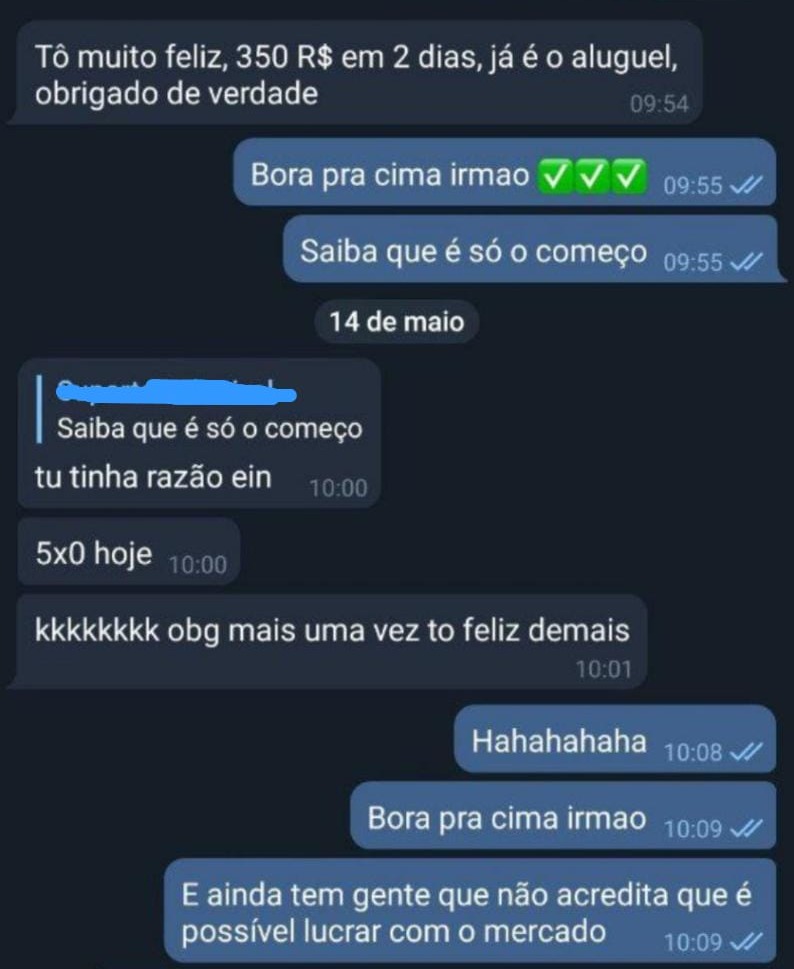 Tô muito feliz, 350 R$ em 2 dias, já é o aluguel,
obrigado de verdade
09:54
Bora pra cima irmao ✅✅✅ 09:55
Saiba que é só o começo 09:55
14 de maio
Saiba que é só o começo
tu tinha razão ein 10:00
5x0 hoje 10:00
kkkkkkkk obg mais uma vez to feliz demais
10:01
Hahahahaha 10:08
Bora pra cima irmao 10:09
E ainda tem gente que não acredita que é
possível lucrar com o mercado 10:09